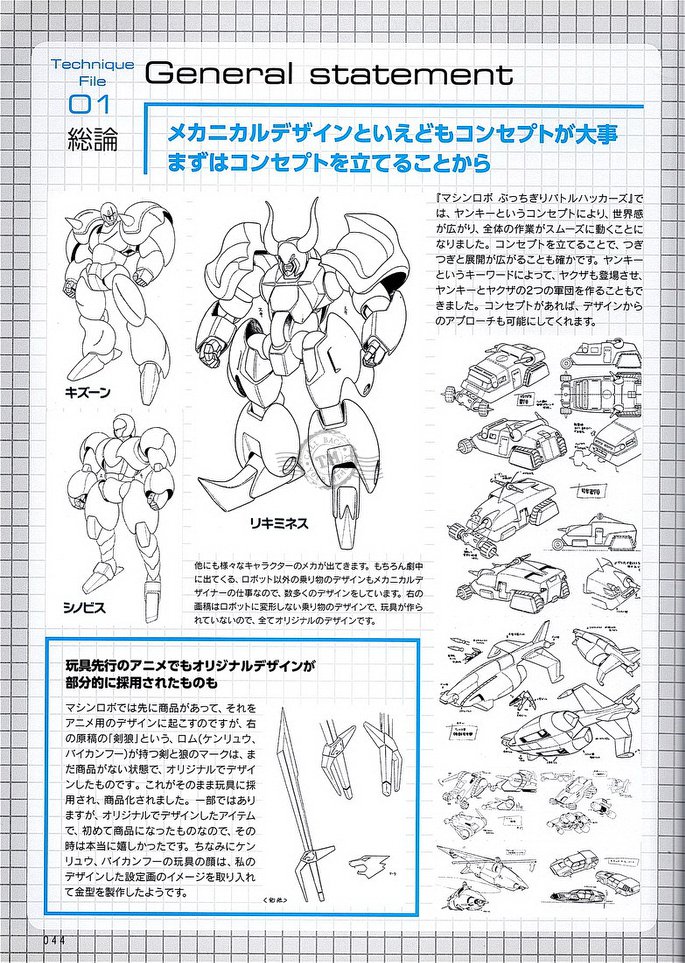 Technique
File
01
総論
General statement
メカニカルデザインといえどもコンセプトが大事
まずはコンセプトを立てることから
『マシンロボ ぶっちぎりバトルハッカーズ』で
は、ヤンキーというコンセプトにより、世界感
が広がり、全体の作業がスムーズに動くことに
なりました。コンセプトを立てることで、つぎ
つぎと展開が広がることも確かです。ヤンキー
というキーワードによって、ヤクザも登場させ、
ヤンキーとヤクザの2つの軍団を作ることもで
きました。コンセプトがあれば、デザインから
のアプローチも可能にしてくれます。
キズーン
リキミネス
シノビス
他にも様々なキャラクターのメカが出てきます。もちろん劇中
に出てくる、ロボット以外の乗り物のデザインもメカニカルデ
ザイナーの仕事なので、数多くのデザインをしています。右の
画稿はロボットに変形しない乗り物のデザインで、玩具が作ら
れていないので、全てオリジナルのデザインです。
玩具先行のアニメでもオリジナルデザインが
部分的に採用されたものも
マシンロボでは先に商品があって、それを
アニメ用のデザインに起こすのですが、右
の原稿の「剣狼」という、ロム(ケンリュウ、
バイカンフー)が持つ剣と狼のマークは、ま
だ商品がない状態で、オリジナルでデザイ
ンしたものです。これがそのまま玩具に採
用され、商品化されました。一部ではあり
ますが、オリジナルでデザインしたアイテム
で、初めて商品になったものなので、その
時は本当に嬉しかったです。ちなみにケン
リュウ、バイカンフーの玩具の顔は、私の
デザインした設定画のイメージを取り入れ
て金型を製作したようです。
044